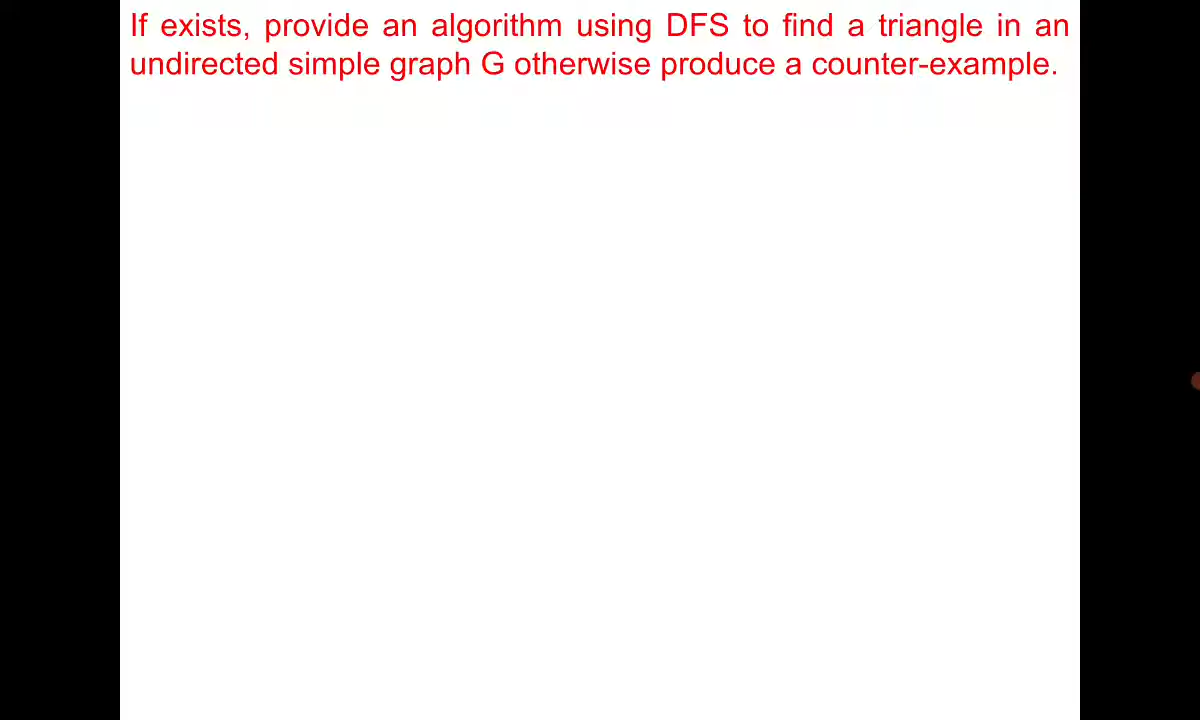 If exists, provide an algorithm using DFS to find a triangle in an
undirected simple graph G otherwise produce a counter-example.